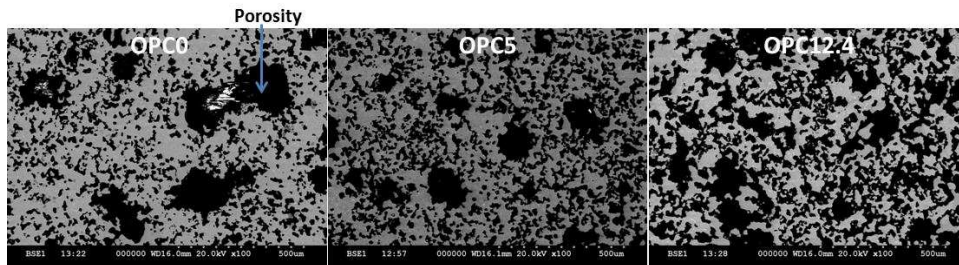 Porosity
OPC0
OPC5
OPC12.4
BSE1 13:22 000000 WD16.0mm 20.0kV x100 500um
BSE1 12:57 000000 WD16.1mm 20.0kV x100 500um
BSE1 13:28 000000 WD16.0mm 20.0kV x100 500um